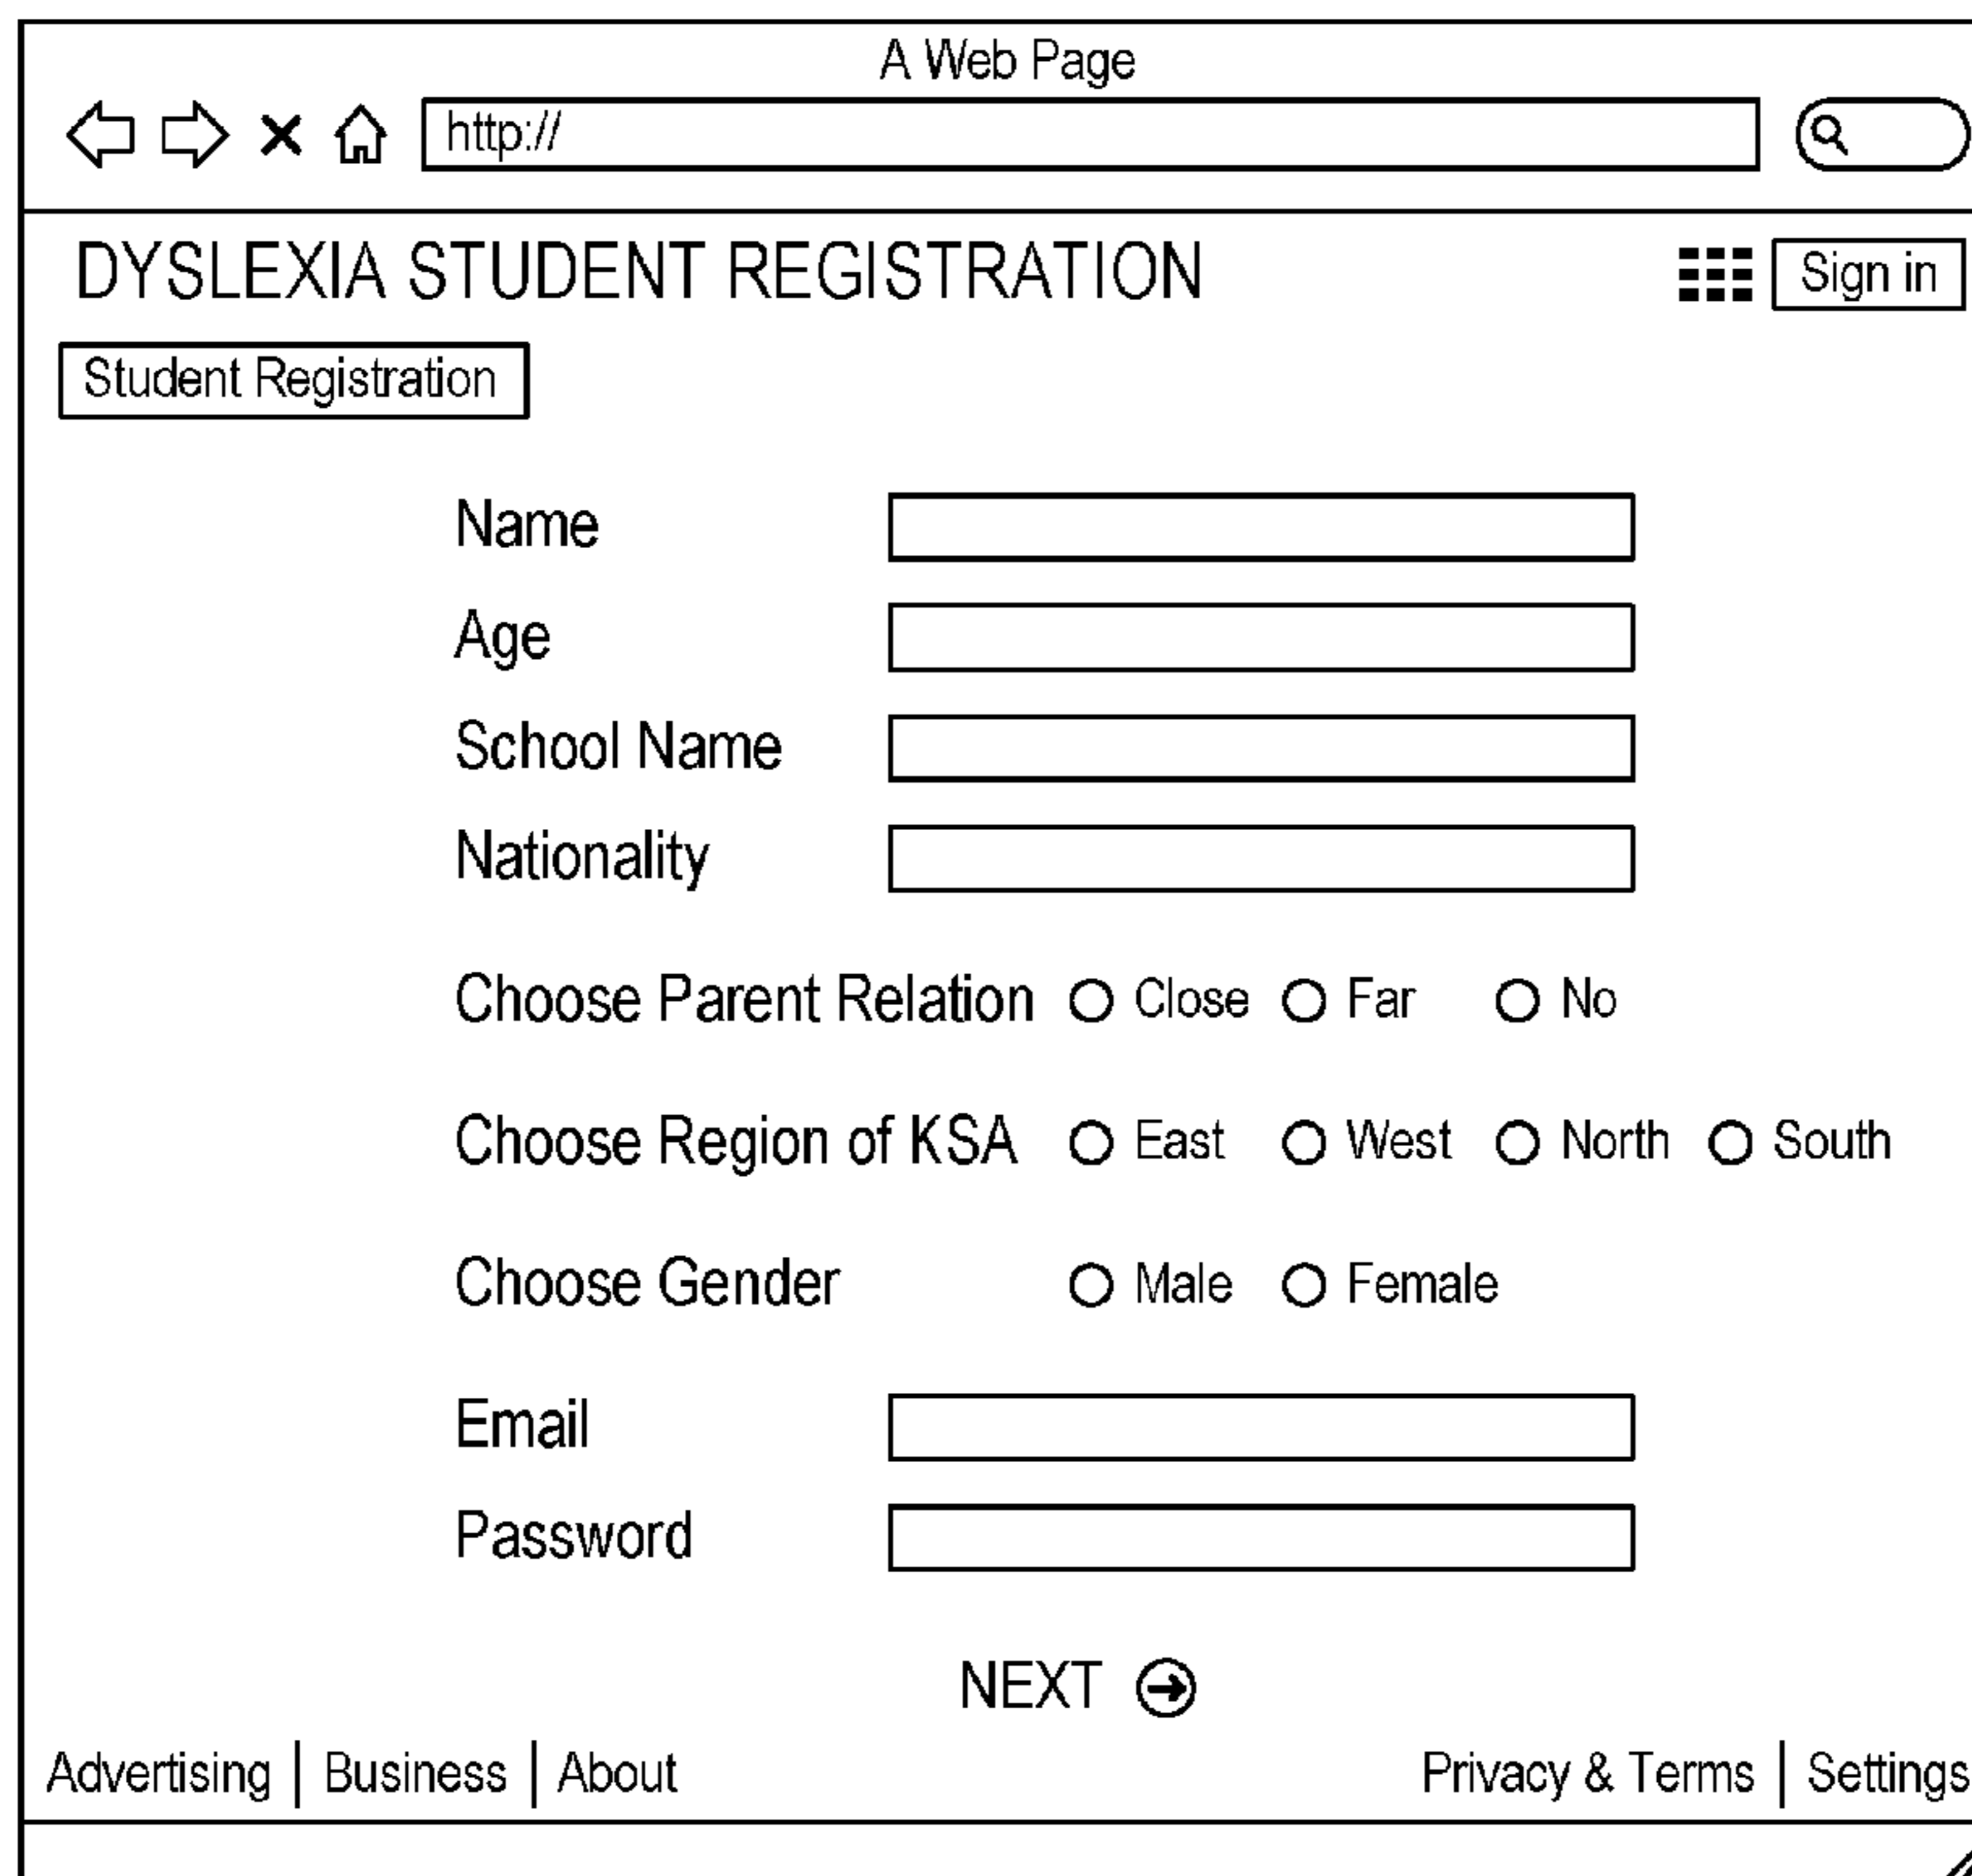 A Web Page
http://
DYSLEXIA STUDENT REGISTRATION Sign in
Student Registration
Name
Age
School Name
Nationality
Choose Parent Relation Close Far No
Choose Region of KSA East West North South
Choose Gender Male Female
Email
Password
NEXT
Advertising | Business | About Privacy & Terms | Settings